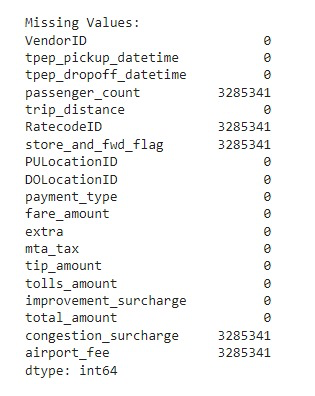 Missing Values:
VendorID 0
tpep_pickup_datetime 0
tpep_dropoff_datetime 0
passenger_count 3285341
trip_distance 0
RatecodeID 3285341
store_and_fwd_flag 3285341
PULocationID 0
DOLocationID 0
payment_type 0
fare_amount 0
extra 0
mta_tax 0
tip_amount 0
tolls_amount 0
improvement_surcharge 0
total_amount 0
congestion_surcharge 3285341
airport_fee 3285341
dtype: int64